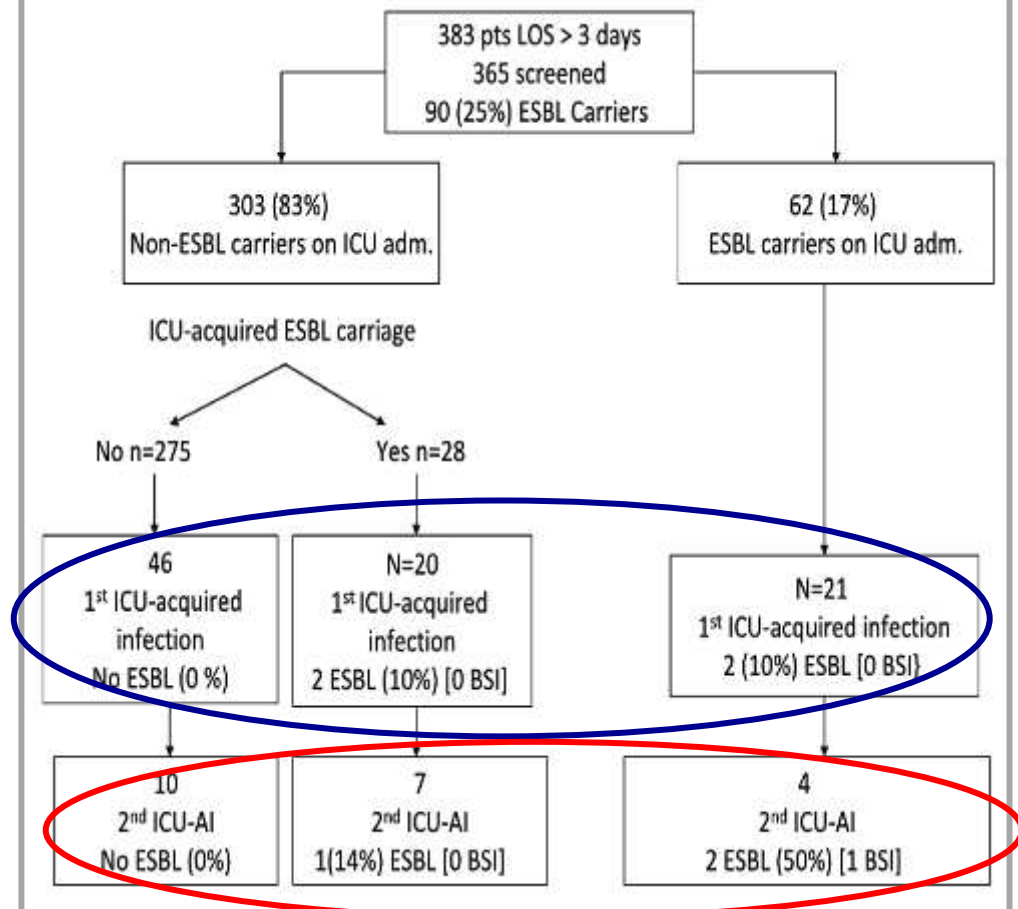 383 pts LOS > 3 days
365 screened
90 (25%) ESBL Carriers
303 (83%)
Non-ESBL carriers on ICU adm.
62 (17%)
ESBL carriers on ICU adm.
ICU-acquired ESBL carriage
No n=275
Yes n=28
46
1st ICU-acquired
infection
No ESBL (0 %)
N=20
1st ICU-acquired
infection
2 ESBL (10%) [0 BSI]
N=21
1st ICU-acquired infection
2 (10%) ESBL [0 BSI}
10
2nd ICU-AI
No ESBL (0%)
7
2nd ICU-AI
1(14%) ESBL [0 BSI]
4
2nd ICU-AI
2 ESBL (50%) [1 BSI]